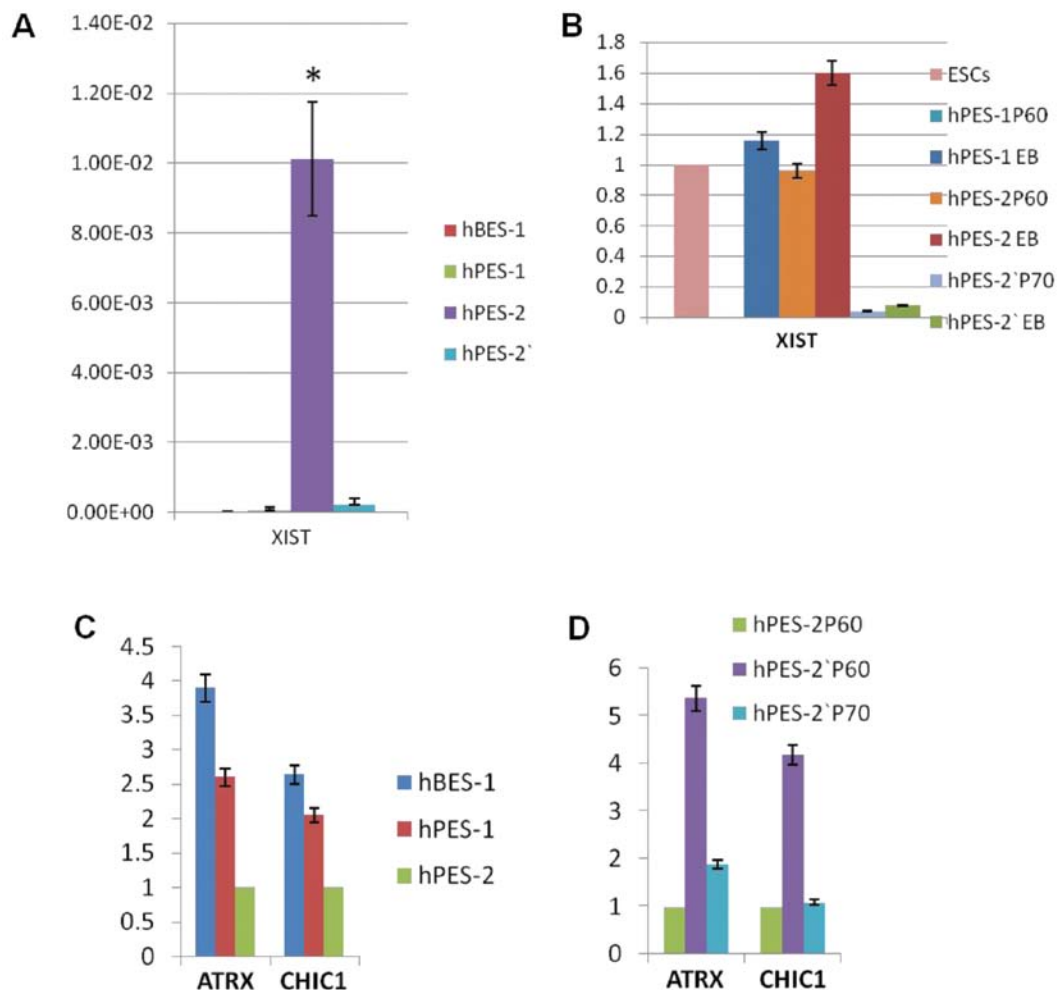 A
1.40E-02
1.20E-02
1.00E-02
8.00E-03
6.00E-03
4.00E-03
2.00E-03
0.00E+00
*
XIST
hBES-1
hPES-1
hPES-2
hPES-2`
B
1.8
1.6
1.4
1.2
1
0.8
0.6
0.4
0.2
0
XIST
ESCs
hPES-1P60
hPES-1 EB
hPES-2P60
hPES-2 EB
hPES-2`P70
hPES-2` EB
C
4.5
4
3.5
3
2.5
2
1.5
1
0.5
0
ATRX CHIC1
hBES-1
hPES-1
hPES-2
D
hPES-2P60
hPES-2`P60
hPES-2`P70
6
5
4
3
2
1
0
ATRX CHIC1